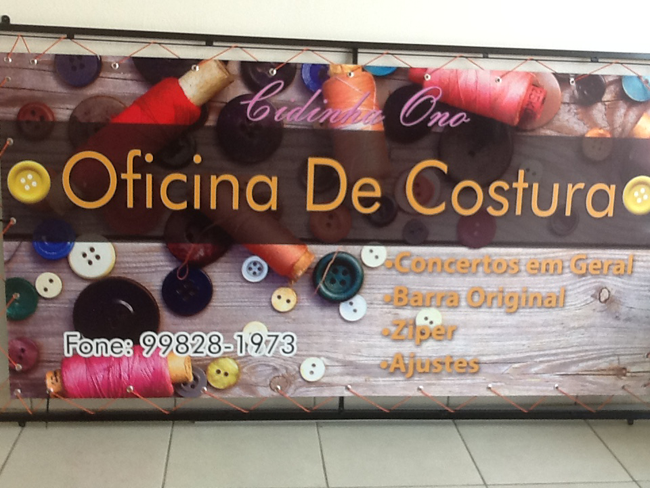 Cidinha Ono
Oficina De Costura
•Concertos em Geral
•Barra Original
•Ziper
•Ajustes
Fone: 99828-1973